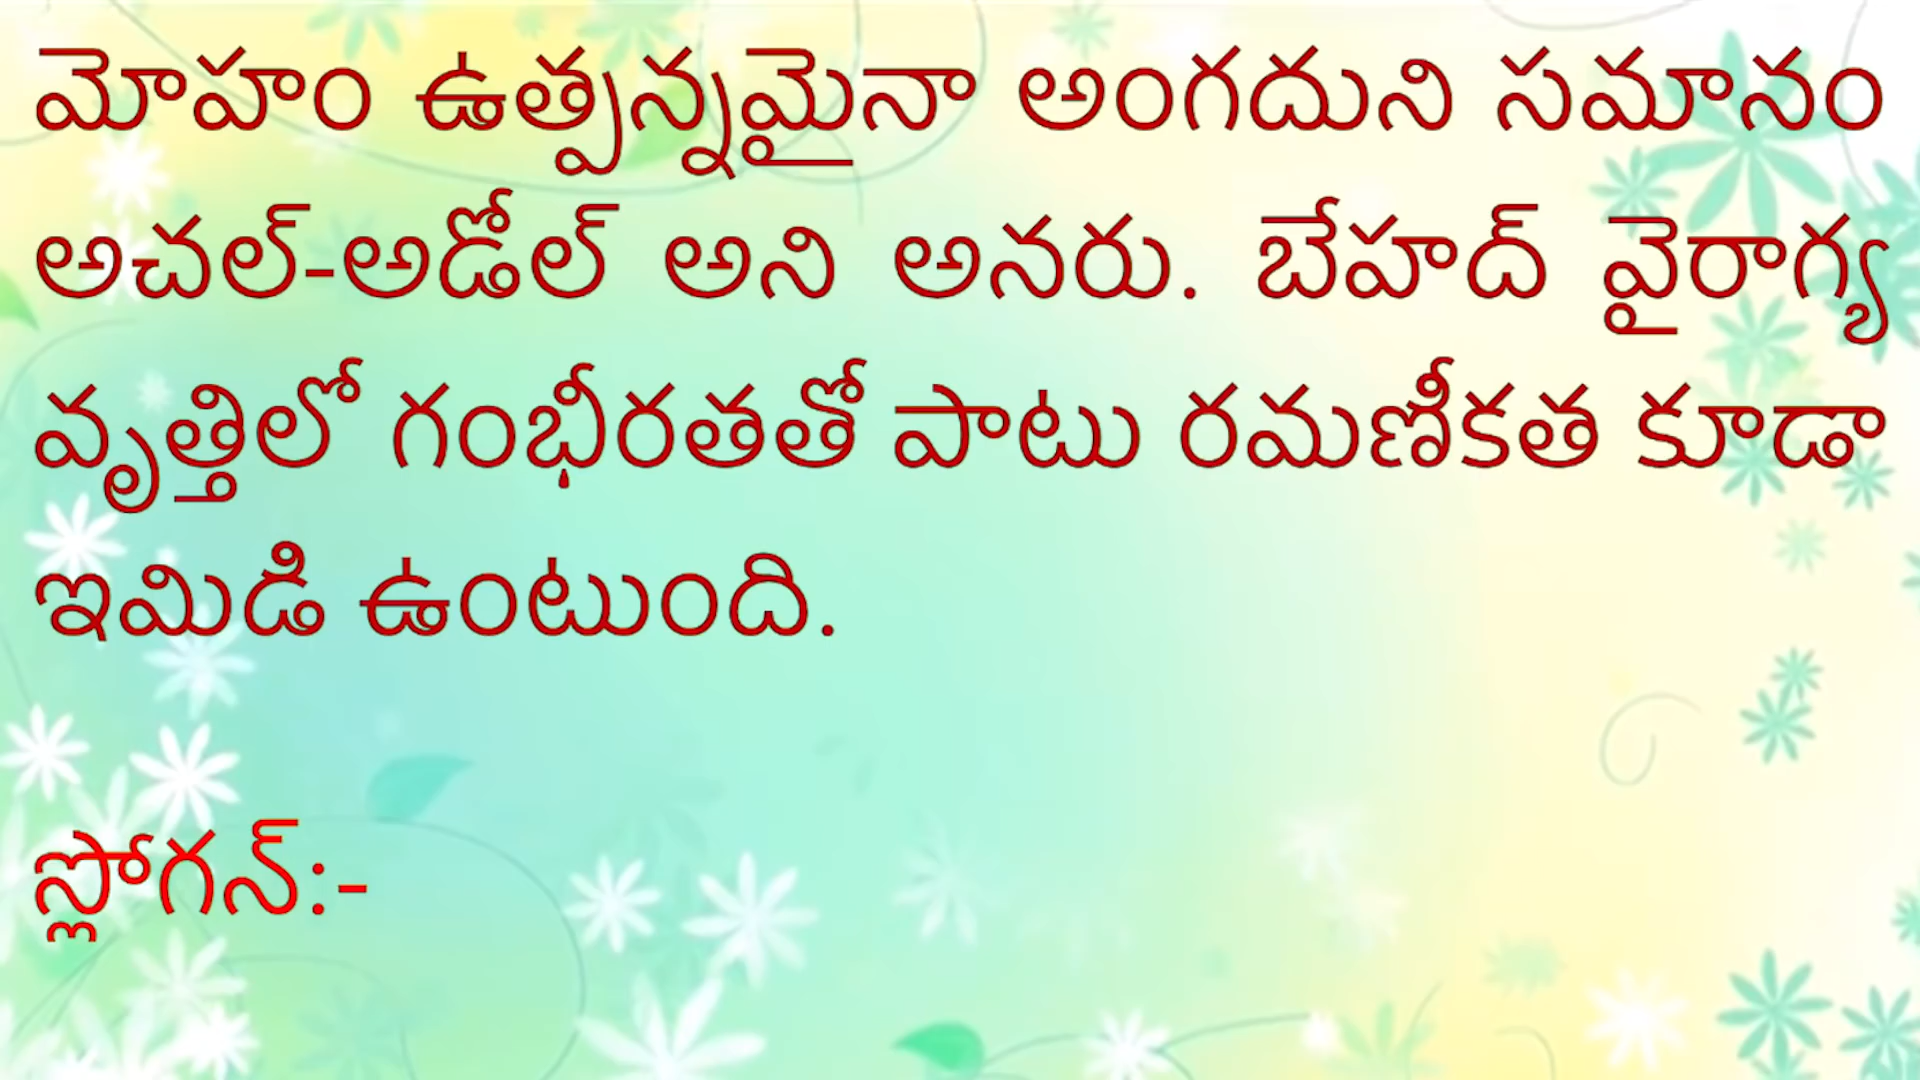 మోహం ఉత్పన్నమైనా అంగదుని సమానం
అచల్-అడోల్ అని అనరు. బేహద్ వైరాగ్య
వృత్తిలో గంభీరతతో పాటు రమణీకత కూడా
ఇమిడి ఉంటుంది.
స్లోగన్:-